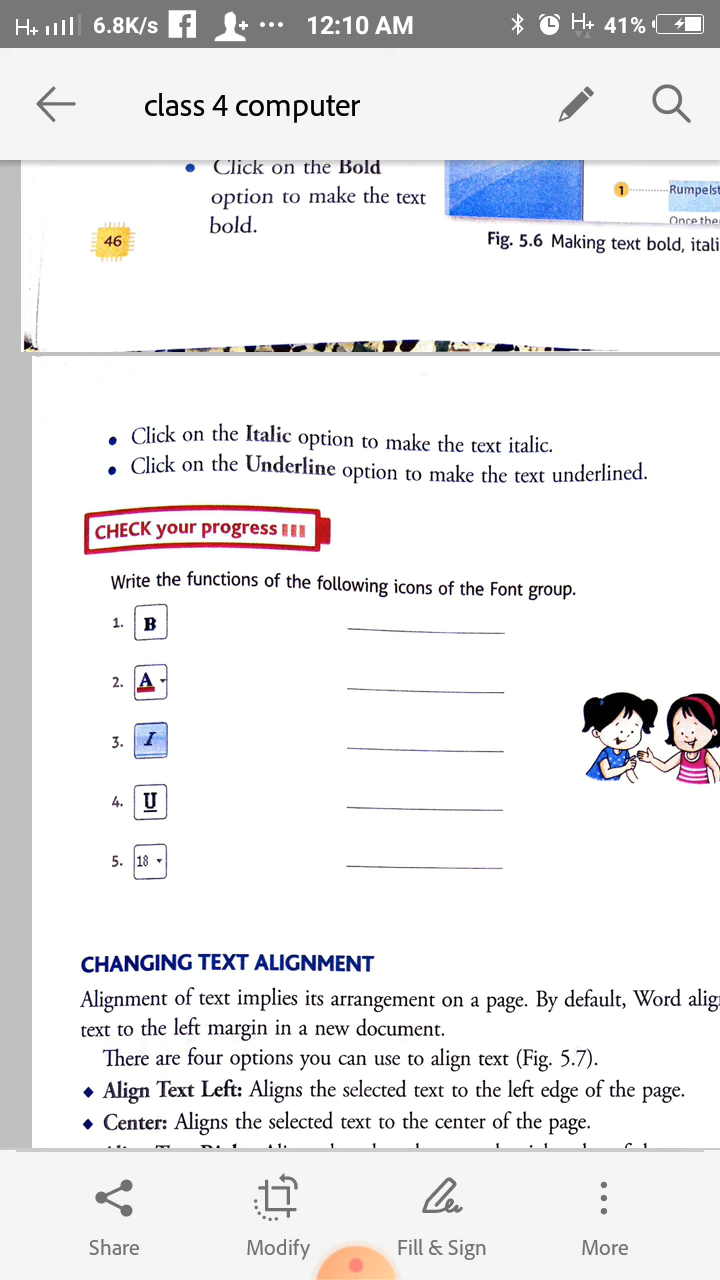 H+ 6.8K/s 12:10 AM H+ 41%
class 4 computer
• Click on the Bold
option to make the text
bold.
46
1 Rumpelst
Once the
Fig. 5.6 Making text bold, itali
• Click on the Italic option to make the text italic.
• Click on the Underline option to make the text underlined.
CHECK your progress
Write the functions of the following icons of the Font group.
1. B
2. A
3. I
4. U
5. 18
CHANGING TEXT ALIGNMENT
Alignment of text implies its arrangement on a page. By default, Word alig
text to the left margin in a new document.
There are four options you can use to align text (Fig. 5.7).
◆ Align Text Left: Aligns the selected text to the left edge of the page.
◆ Center: Aligns the selected text to the center of the page.
Share Modify Fill & Sign More